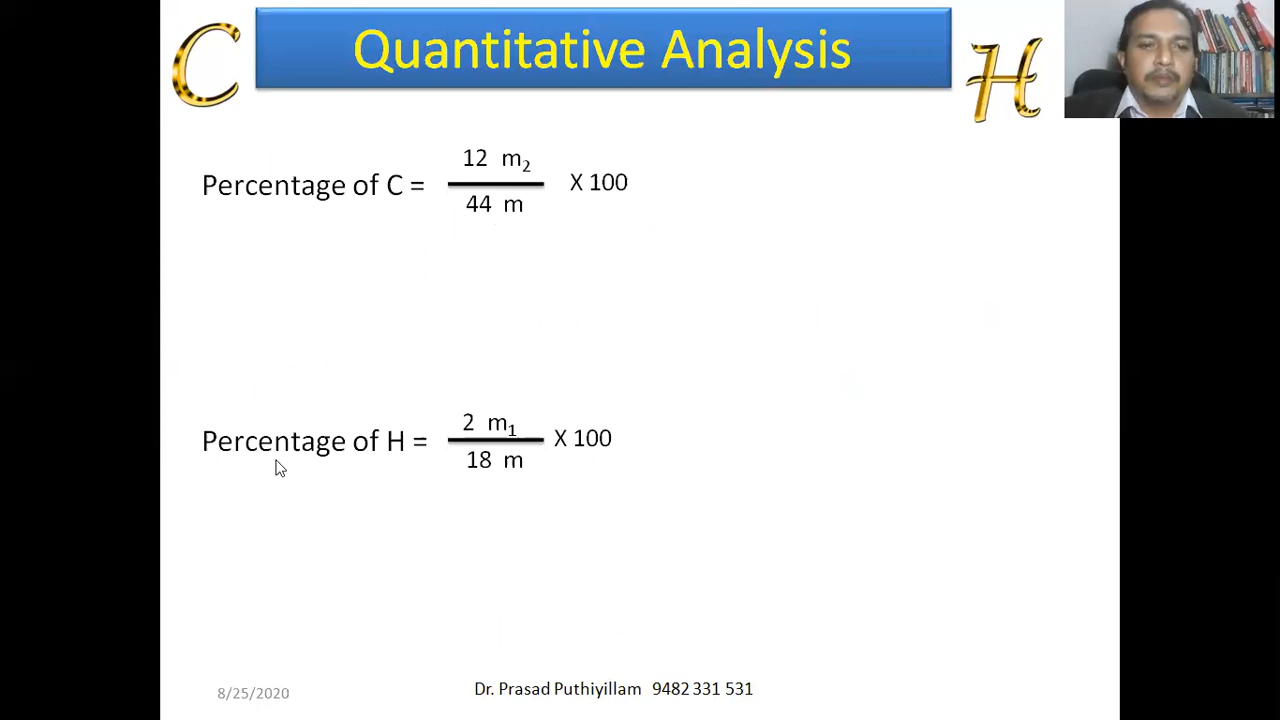 C Quantitative Analysis H
Percentage of C = 12 m₂ / 44 m X 100
Percentage of H = 2 m₁ / 18 m X 100
8/25/2020 Dr. Prasad Puthiyillam 9482 331 531